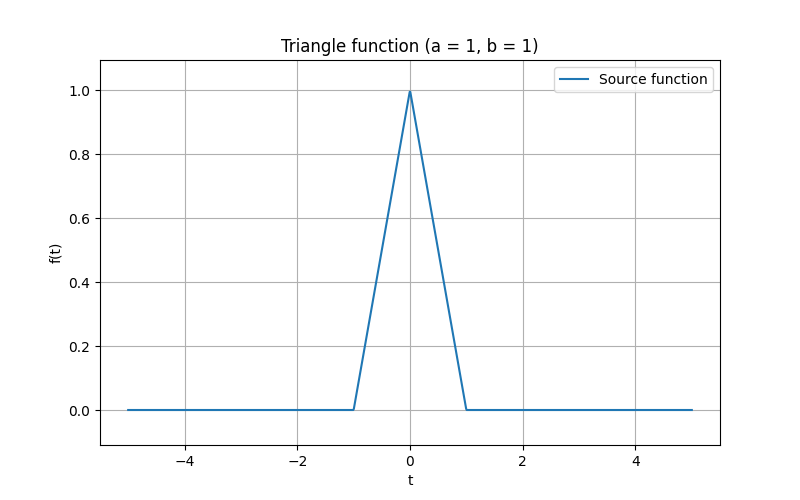 Triangle function (a = 1, b = 1)
Source function
1.0
0.8
0.6
0.4
0.2
0.0
f(t)
−4 −2 0 2 4
t